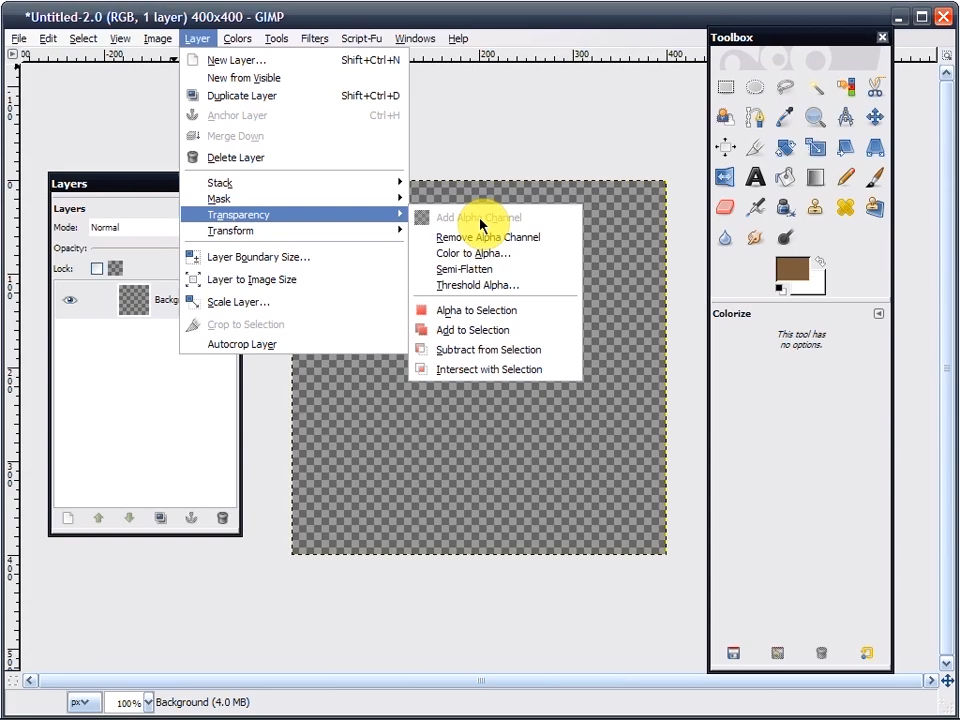 *Untitled-2.0 (RGB, 1 layer) 400x400 - GIMP
File Edit Select View Image Layer Colors Tools Filters Script-Fu Windows Help
-200
200
300
400
New Layer... Shift+Ctrl+N
New from Visible
Duplicate Layer Shift+Ctrl+D
Anchor Layer Ctrl+H
Merge Down
Delete Layer
Stack
Mask
Transparency
Transform
Layer Boundary Size...
Layer to Image Size
Scale Layer...
Crop to Selection
Autocrop Layer
Add Alpha Channel
Remove Alpha Channel
Color to Alpha...
Semi-Flatten
Threshold Alpha...
Alpha to Selection
Add to Selection
Subtract from Selection
Intersect with Selection
Layers
Layers
Mode: Normal
Opacity:
Lock:
Backg
Toolbox
Colorize
This tool has
no options.
px 100% Background (4.0 MB)